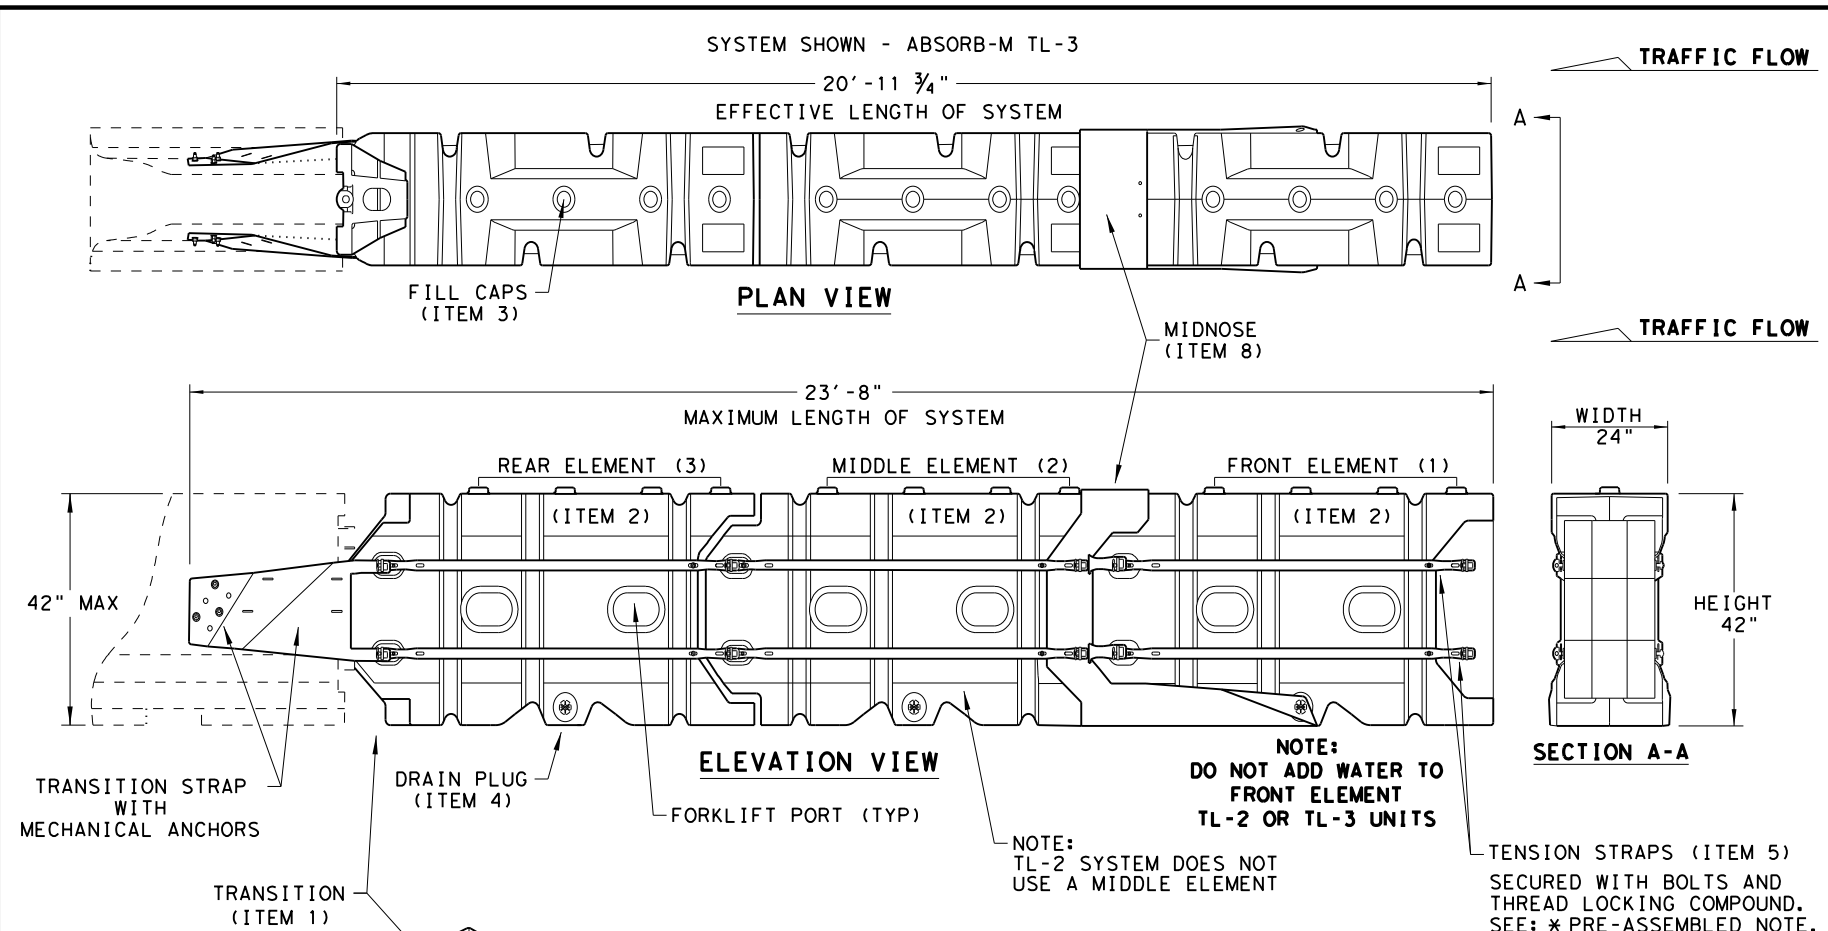 SYSTEM SHOWN - ABSORB-M TL-3
TRAFFIC FLOW
20'-11 3/4"
EFFECTIVE LENGTH OF SYSTEM
A
A
FILL CAPS
(ITEM 3)
PLAN VIEW
MIDNOSE
(ITEM 8)
TRAFFIC FLOW
23'-8"
MAXIMUM LENGTH OF SYSTEM
WIDTH
24"
REAR ELEMENT (3)
MIDDLE ELEMENT (2)
FRONT ELEMENT (1)
(ITEM 2)
(ITEM 2)
(ITEM 2)
42" MAX
HEIGHT
42"
TRANSITION STRAP
WITH
MECHANICAL ANCHORS
DRAIN PLUG
(ITEM 4)
ELEVATION VIEW
FORKLIFT PORT (TYP)
NOTE:
DO NOT ADD WATER TO
FRONT ELEMENT
TL-2 OR TL-3 UNITS
SECTION A-A
NOTE:
TL-2 SYSTEM DOES NOT
USE A MIDDLE ELEMENT
TENSION STRAPS (ITEM 5)
SECURED WITH BOLTS AND
THREAD LOCKING COMPOUND.
SEE: * PRE-ASSEMBLED NOTE.
TRANSITION
(ITEM 1)